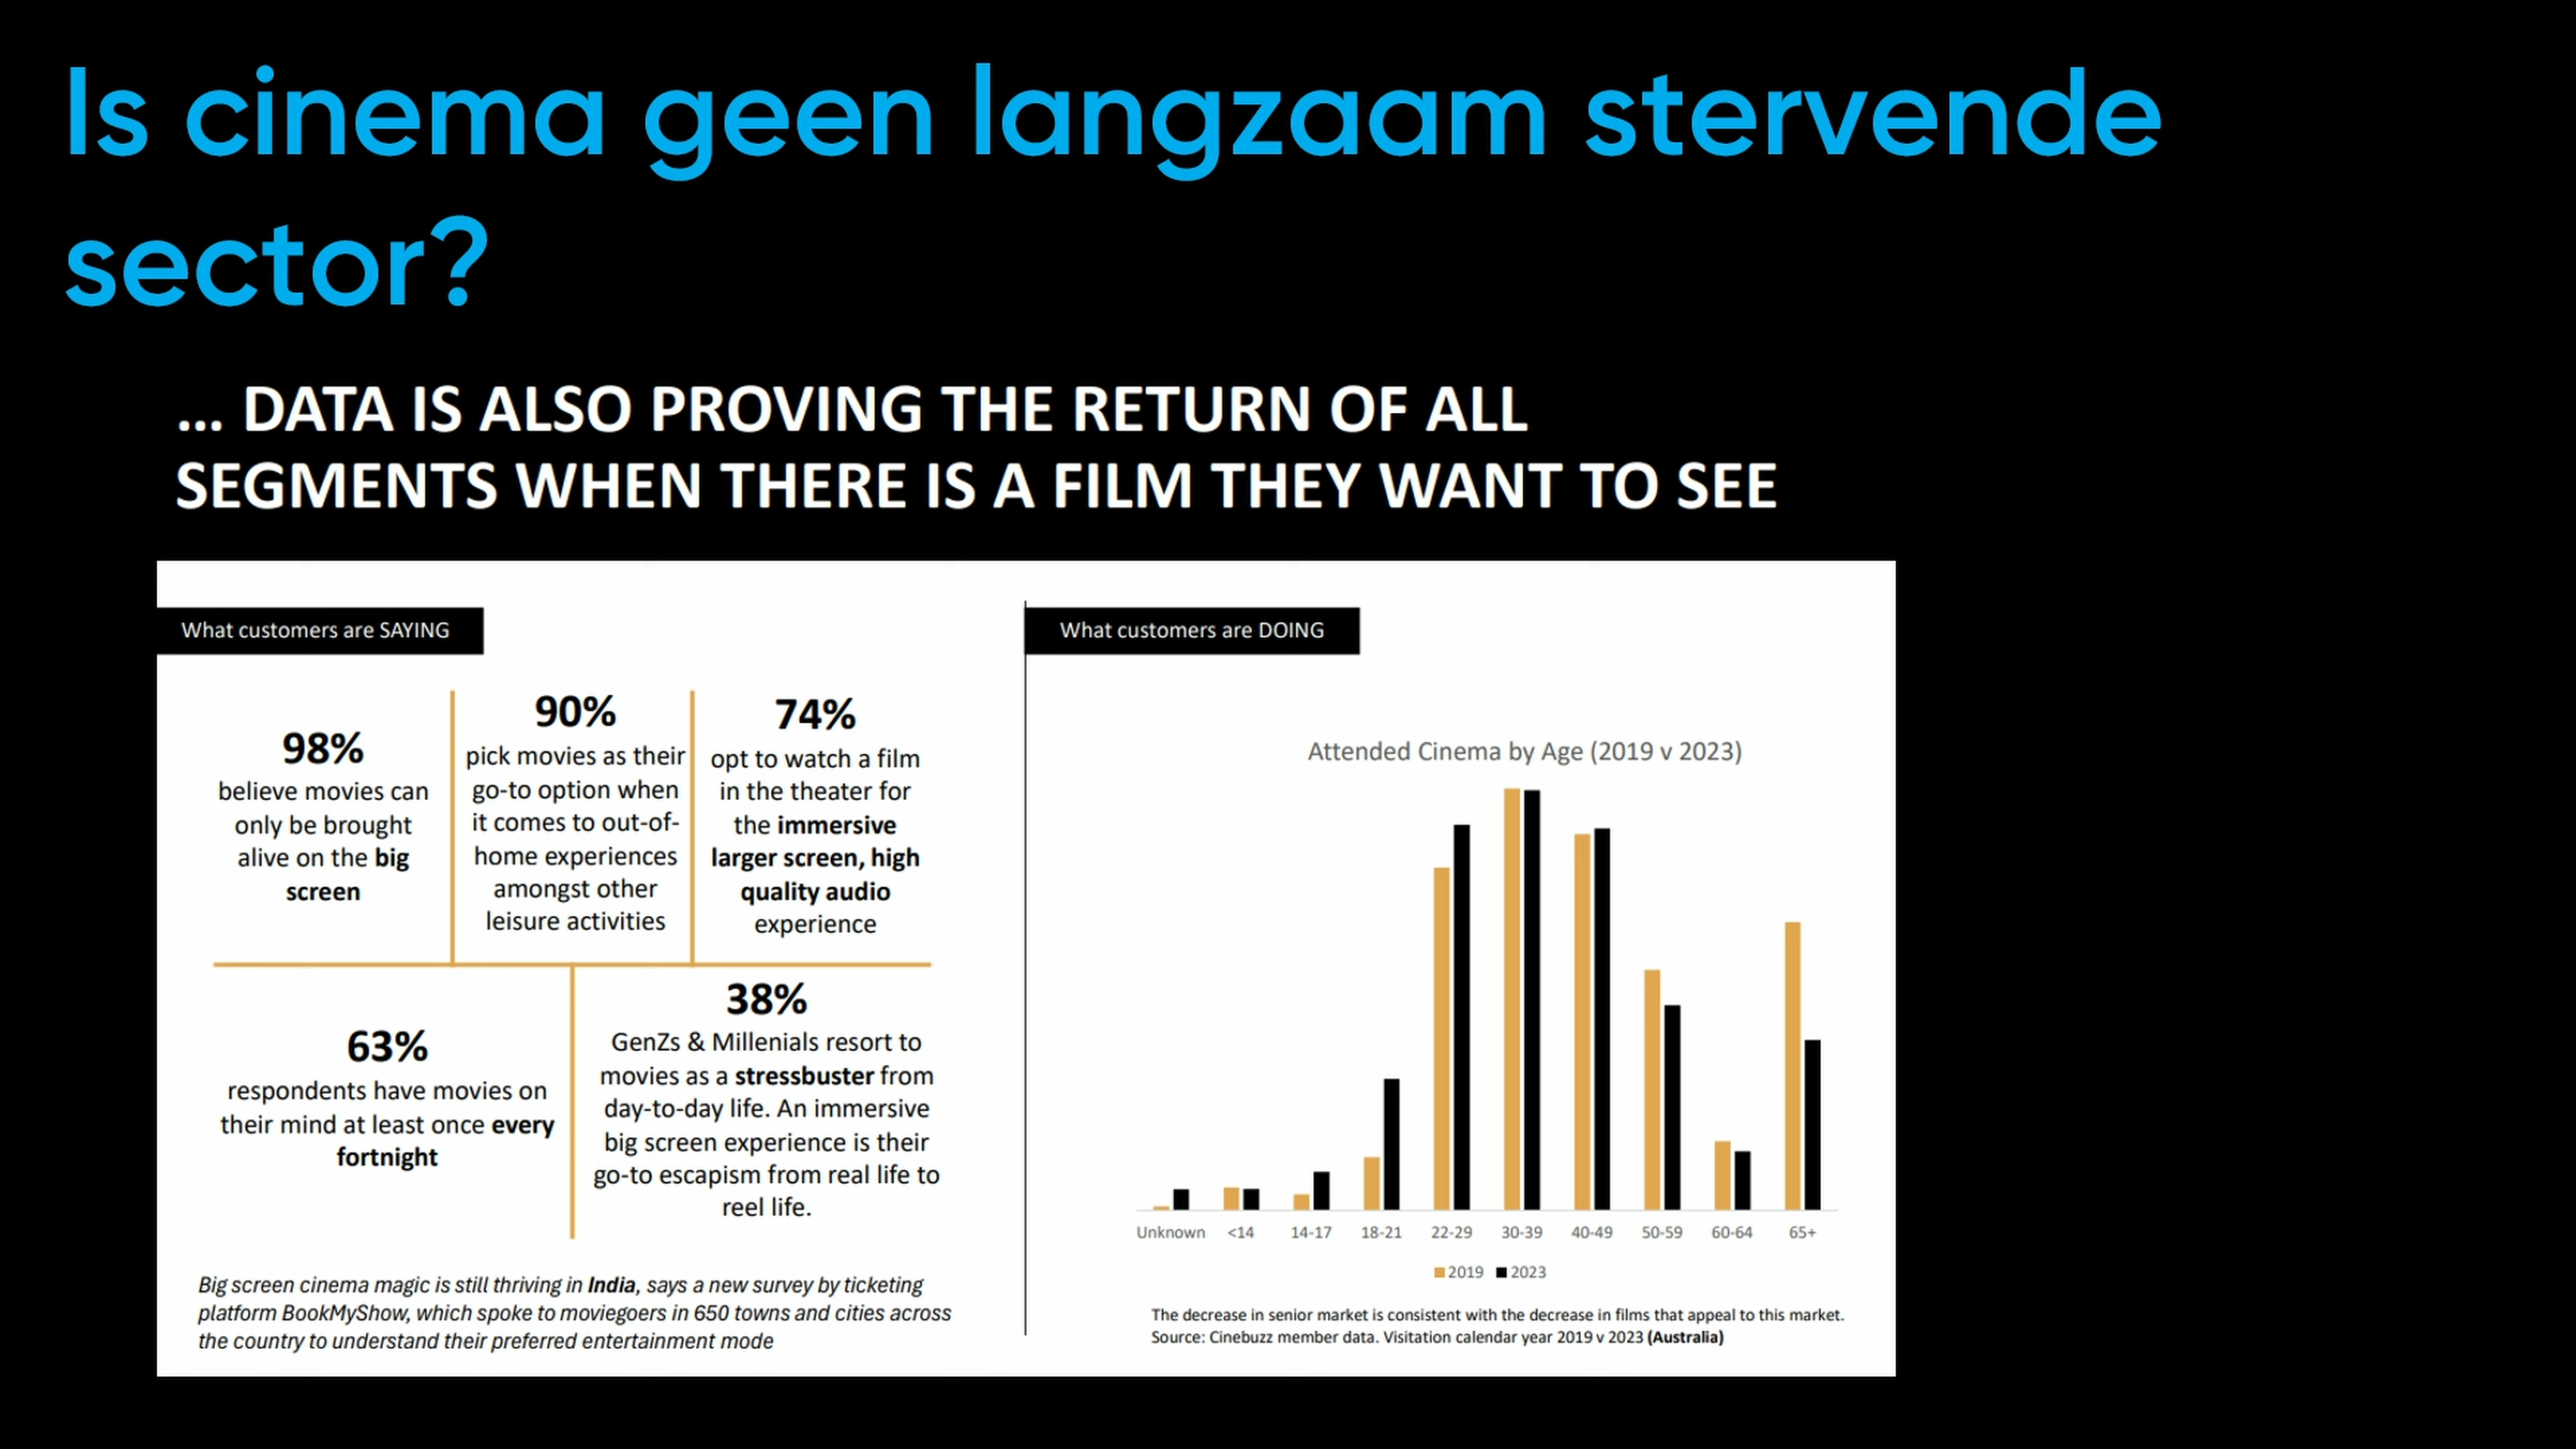 Is cinema geen langzaam stervende
sector?
... DATA IS ALSO PROVING THE RETURN OF ALL
SEGMENTS WHEN THERE IS A FILM THEY WANT TO SEE
What customers are SAYING
98%
believe movies can
only be brought
alive on the big
screen
90%
pick movies as their
go-to option when
it comes to out-of-
home experiences
amongst other
leisure activities
74%
opt to watch a film
in the theater for
the immersive
larger screen, high
quality audio
experience
63%
respondents have movies on
their mind at least once every
fortnight
38%
GenZs & Millenials resort to
movies as a stressbuster from
day-to-day life. An immersive
big screen experience is their
go-to escapism from real life to
reel life.
Big screen cinema magic is still thriving in India, says a new survey by ticketing
platform BookMyShow, which spoke to moviegoers in 650 towns and cities across
the country to understand their preferred entertainment mode
What customers are DOING
Attended Cinema by Age (2019 v 2023)
Unknown <14 14-17 18-21 22-29 30-39 40-49 50-59 60-64 65+
2019 2023
The decrease in senior market is consistent with the decrease in films that appeal to this market.
Source: Cinebuzz member data. Visitation calendar year 2019 v 2023 (Australia)